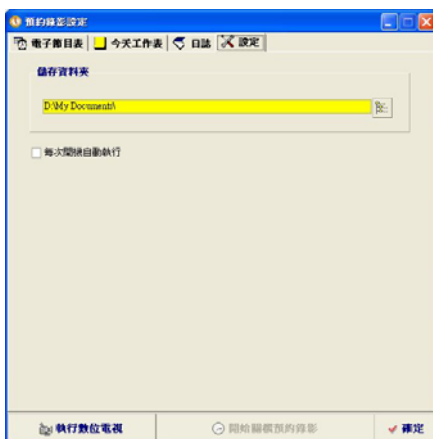 預約錄影設定
電子節目表 今天工作表 日誌 設定
儲存資料夾
D:\My Documents\
每次開機自動執行
執行數位電視 開始監視預約錄影 確定